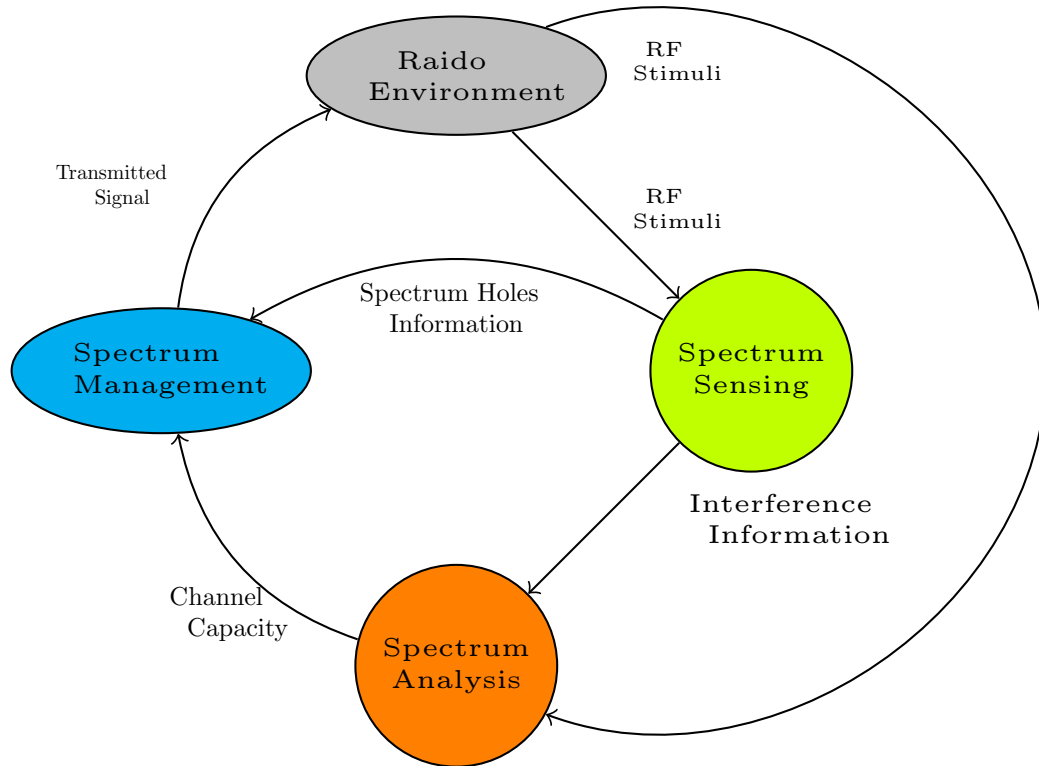 Raido
Environment
RF
Stimuli
Transmitted
Signal
RF
Stimuli
Spectrum Holes
Information
Spectrum
Management
Spectrum
Sensing
Interference
Information
Channel
Capacity
Spectrum
Analysis